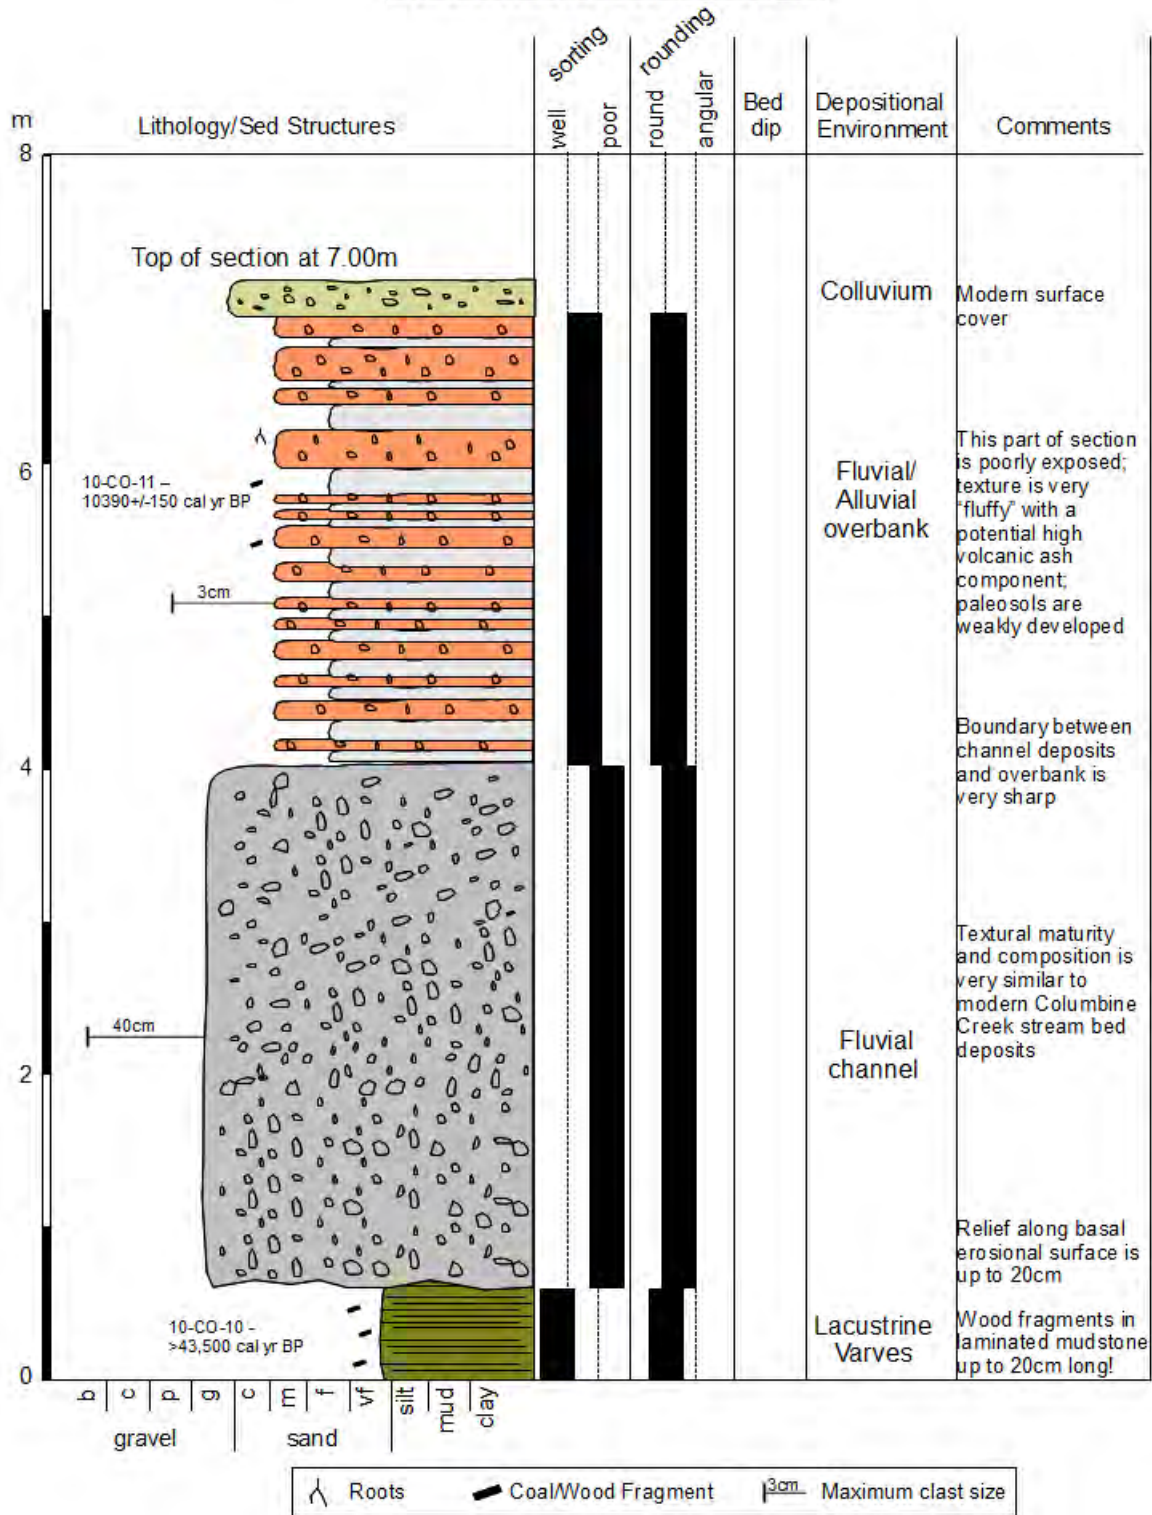 sorting
rounding
well
poor
round
angular
m
Lithology/Sed Structures
Bed
dip
Depositional
Environment
Comments
8
Top of section at 7.00m
Colluvium
Modern surface
cover
6
10-CO-11 –
10390+/-150 cal yr BP
Fluvial/
Alluvial
overbank
This part of section
is poorly exposed;
texture is very
"fluffy" with a
potential high
volcanic ash
component;
paleosols are
weakly developed
3cm
Boundary between
channel deposits
and overbank is
very sharp
4
Textural maturity
and composition is
very similar to
modern Columbine
Creek stream bed
deposits
40cm
Fluvial
channel
2
Relief along basal
erosional surface is
up to 20cm
10-CO-10 -
>43,500 cal yr BP
Lacustrine
Varves
Wood fragments in
laminated mudstone
up to 20cm long!
0
b
c
p
g
c
m
f
vf
silt
mud
clay
gravel
sand
Roots
Coal/Wood Fragment
3cm
Maximum clast size